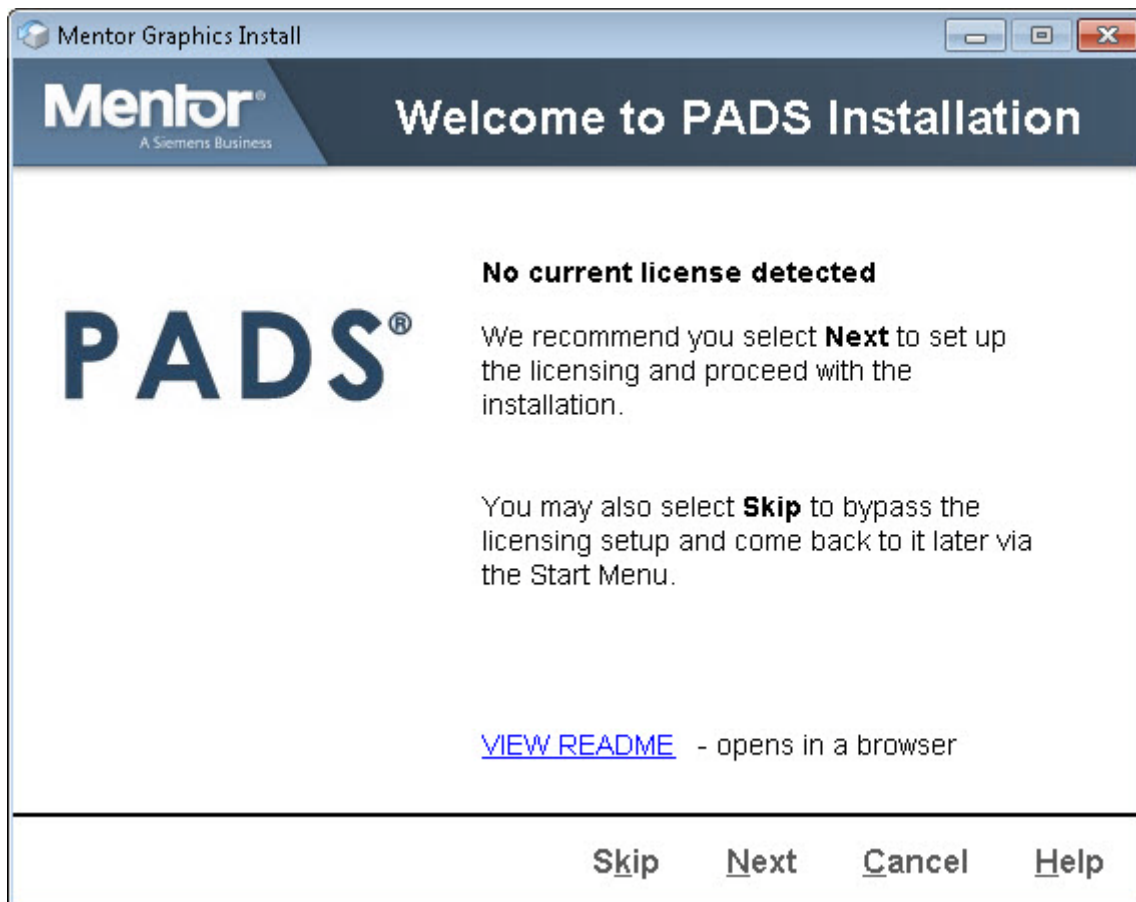 Mentor Graphics Install
Mentor®
A Siemens Business
Welcome to PADS Installation
PADS®
No current license detected
We recommend you select Next to set up
the licensing and proceed with the
installation.
You may also select Skip to bypass the
licensing setup and come back to it later via
the Start Menu.
VIEW README - opens in a browser
Skip Next Cancel Help